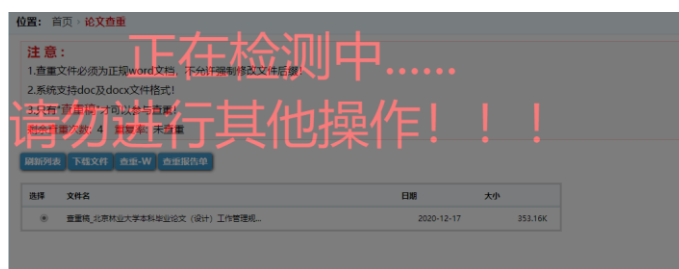 位置： 首页 › 论文查重
正在检测中......
请勿进行其他操作！！！
注 意：
1.查重文件必须为正规word文档，不允许强制修改文件后缀!
2.系统支持doc及docx文件格式!
3.只有"查重稿"才可以参与查重!
剩余查重次数: 4 重复率: 未查重
刷新列表 下载文件 查重-W 查重报告单
选择 文件名 日期 大小
查重稿_北京林业大学本科毕业论文（设计）工作管理规... 2020-12-17 353.16K